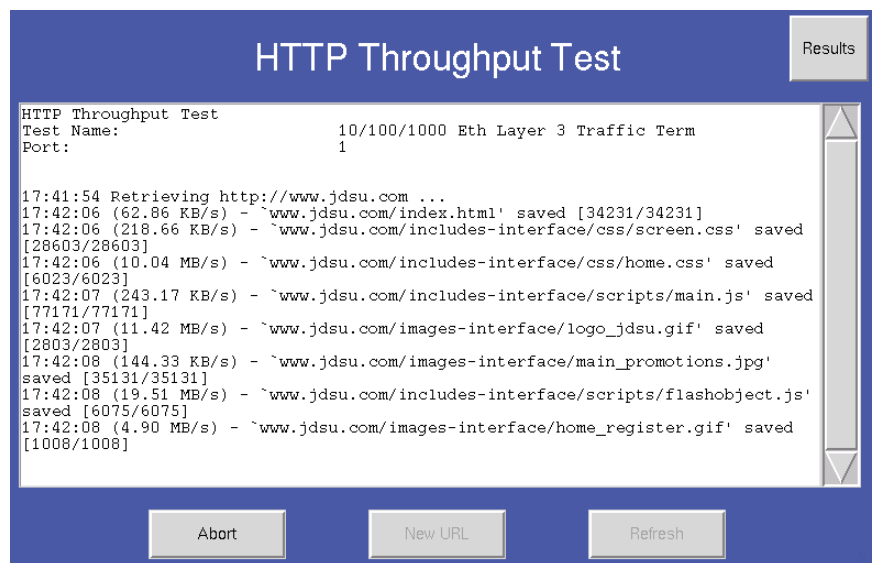 HTTP Throughput Test
Results
HTTP Throughput Test
Test Name: 10/100/1000 Eth Layer 3 Traffic Term
Port: 1
17:41:54 Retrieving http://www.jdsu.com ...
17:42:06 (62.86 KB/s) - `www.jdsu.com/index.html' saved [34231/34231]
17:42:06 (218.66 KB/s) - `www.jdsu.com/includes-interface/css/screen.css' saved
[28603/28603]
17:42:06 (10.04 MB/s) - `www.jdsu.com/includes-interface/css/home.css' saved
[6023/6023]
17:42:07 (243.17 KB/s) - `www.jdsu.com/includes-interface/scripts/main.js' saved
[77171/77171]
17:42:07 (11.42 MB/s) - `www.jdsu.com/images-interface/logo_jdsu.gif' saved
[2803/2803]
17:42:08 (144.33 KB/s) - `www.jdsu.com/images-interface/main_promotions.jpg'
saved [35131/35131]
17:42:08 (19.51 MB/s) - `www.jdsu.com/includes-interface/scripts/flashobject.js'
saved [6075/6075]
17:42:08 (4.90 MB/s) - `www.jdsu.com/images-interface/home_register.gif' saved
[1008/1008]
Abort
New URL
Refresh